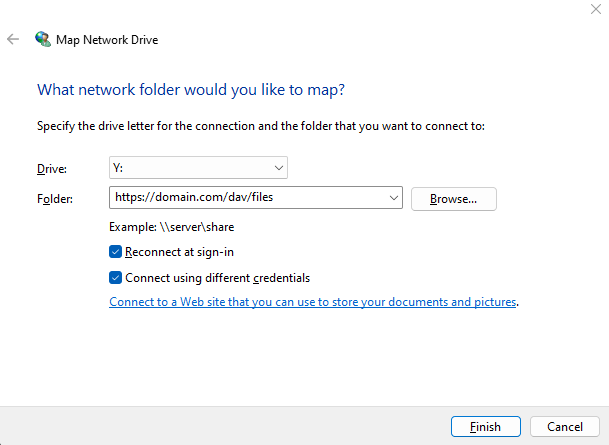 Map Network Drive
What network folder would you like to map?
Specify the drive letter for the connection and the folder that you want to connect to:
Drive: Y:
Folder: https://domain.com/dav/files Browse...
Example: \\server\share
Reconnect at sign-in
Connect using different credentials
Connect to a Web site that you can use to store your documents and pictures.
Finish Cancel